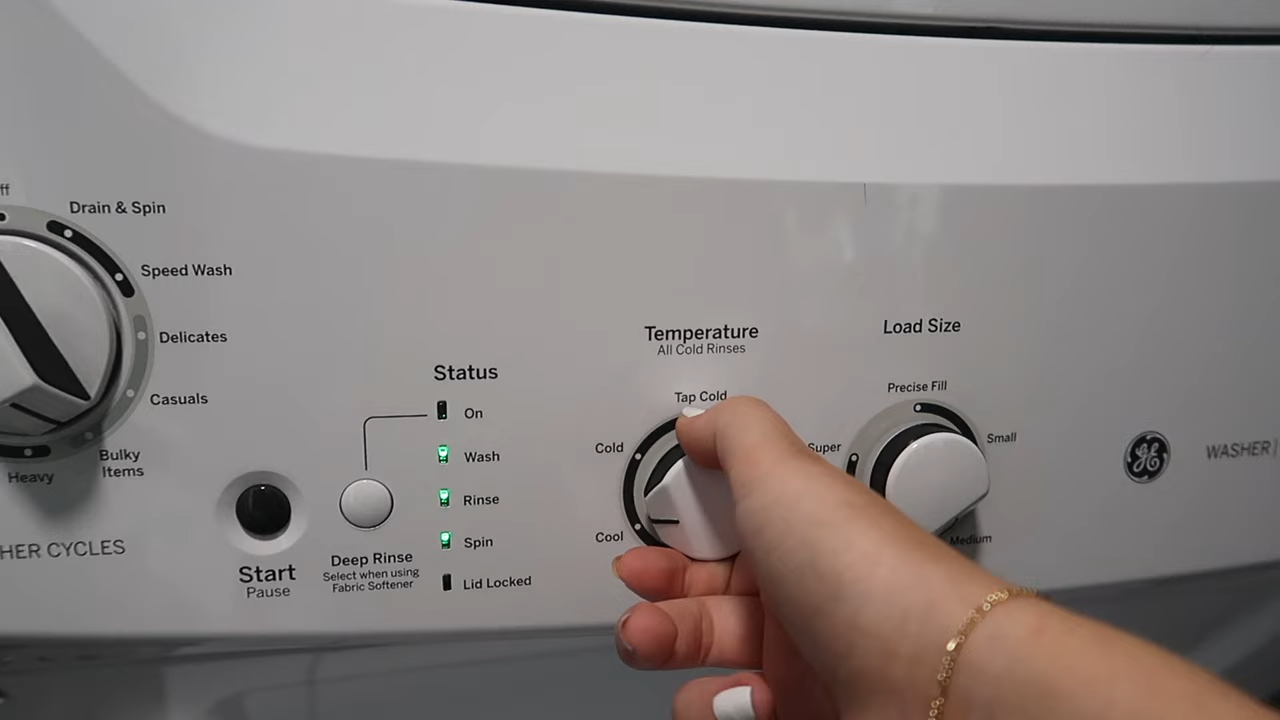 ff
Drain & Spin
Speed Wash
Delicates
Casuals
Bulky
Items
Heavy
HER CYCLES
Start
Pause
Deep Rinse
Select when using
Fabric Softener
Status
On
Wash
Rinse
Spin
Lid Locked
Temperature
All Cold Rinses
Tap Cold
Cold
Cool
Load Size
Precise Fill
Small
Medium
Super
GE
WASHER